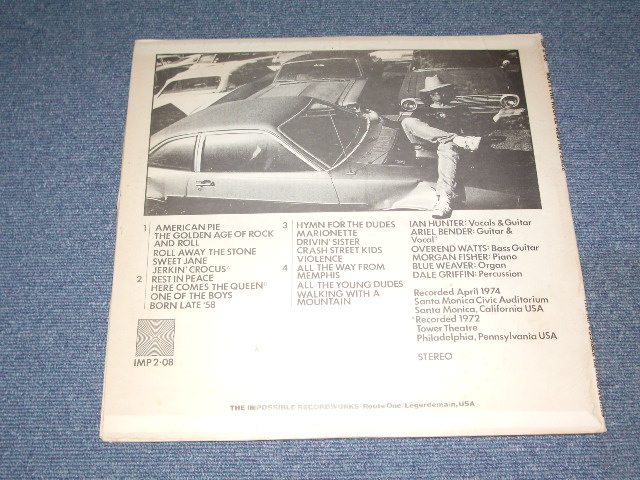 1 AMERICAN PIE
THE GOLDEN AGE OF ROCK
AND ROLL
ROLL AWAY THE STONE
SWEET JANE
JERKIN' CROCUS*
2 REST IN PEACE
HERE COMES THE QUEEN*
ONE OF THE BOYS
BORN LATE '58
3 HYMN FOR THE DUDES
MARIONETTE
DRIVIN' SISTER
CRASH STREET KIDS
VIOLENCE
4 ALL THE WAY FROM
MEMPHIS
ALL THE YOUNG DUDES
WALKING WITH A
MOUNTAIN
IAN HUNTER: Vocals & Guitar
ARIEL BENDER: Guitar &
Vocal
OVEREND WATTS: Bass Guitar
MORGAN FISHER: Piano
BLUE WEAVER: Organ
DALE GRIFFIN: Percussion
Recorded April 1974
Santa Monica Civic Auditorium
Santa Monica, California USA
*Recorded 1972
Tower Theatre
Philadelphia, Pennsylvania USA
STEREO
IMP 2-08
THE IMPOSSIBLE RECORDWORKS/Route One/Legerdemain, USA